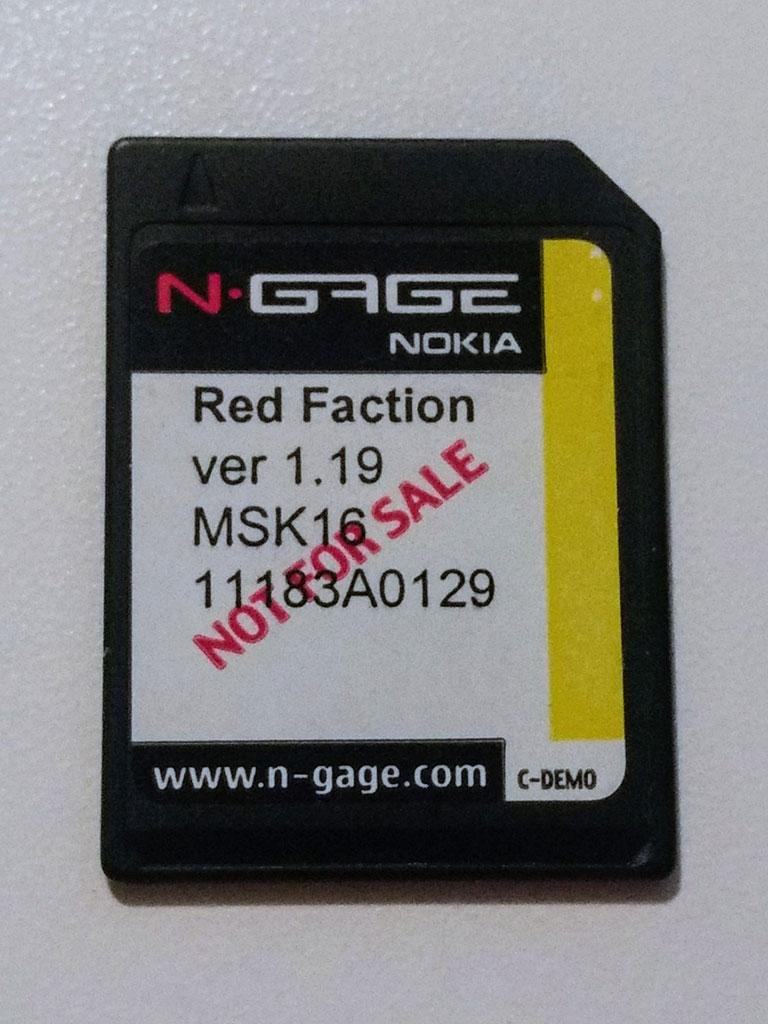 N·GAGE
NOKIA
Red Faction
ver 1.19
MSK16
11183A0129
NOT FOR SALE
www.n-gage.com
C-DEMO